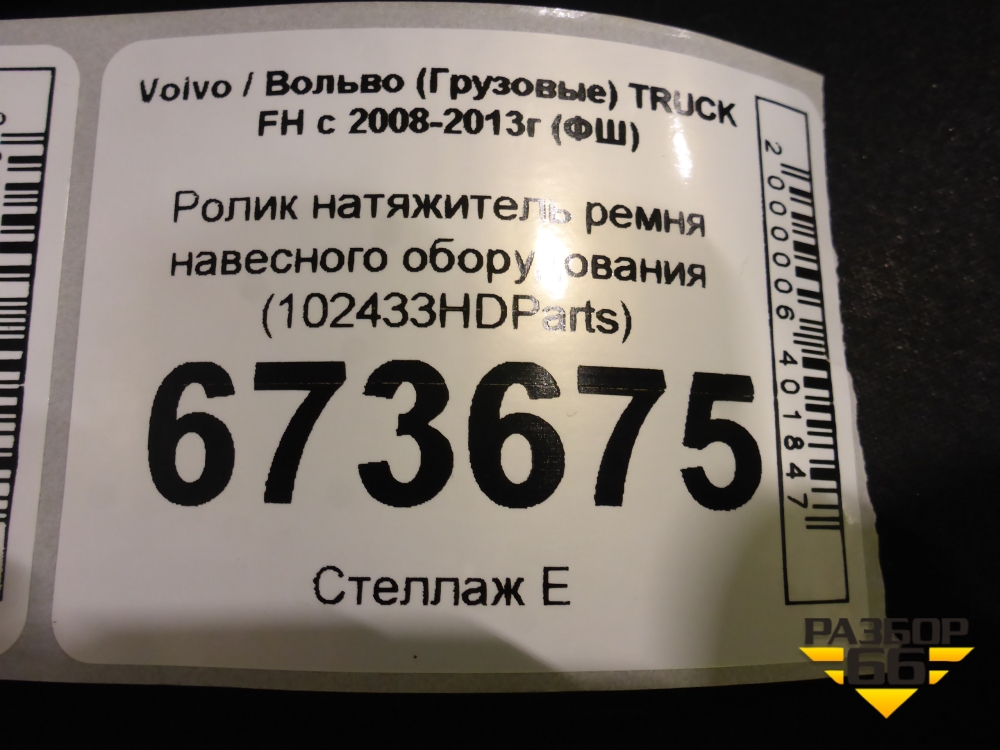 Volvo / Вольво (Грузовые) TRUCK
FH с 2008-2013г (ФШ)
Ролик натяжитель ремня
навесного оборудования
(102433HDParts)
673675
Стеллаж E
2000006401847
РАЗБОР
66